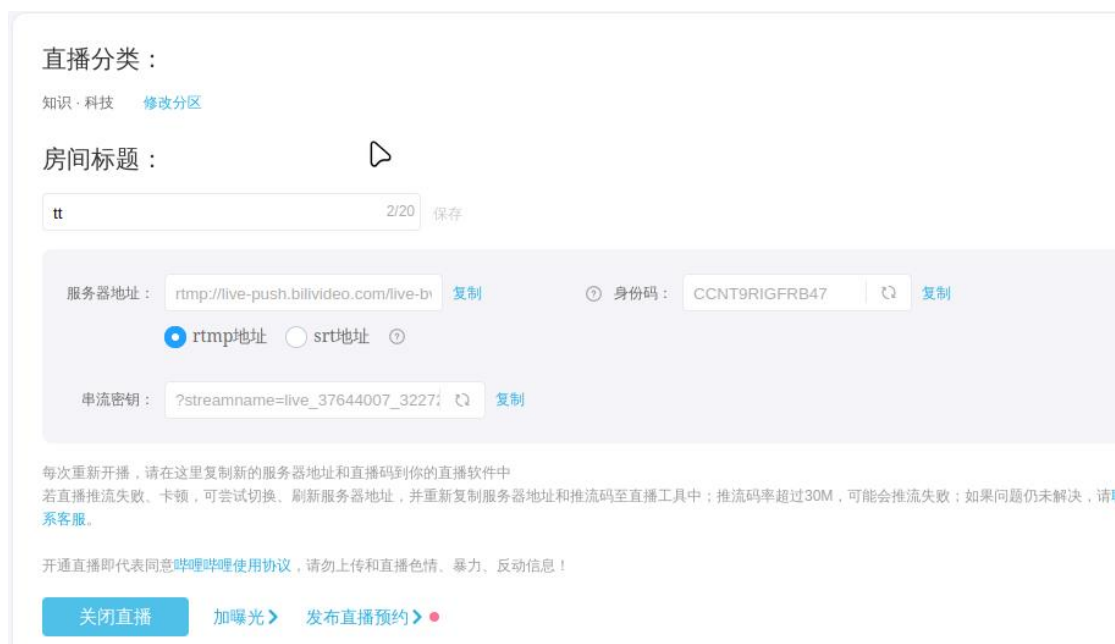 直播分类：
知识 · 科技 修改分区
房间标题：
tt 2/20 保存
服务器地址： rtmp://live-push.bilivideo.com/live-bv 复制 ? 身份码： CCNT9RIGFRB47 复制
rtmp地址 srt地址 ?
串流密钥： ?streamname=live_37644007_32272 复制
每次重新开播，请在这里复制新的服务器地址和直播码到你的直播软件中
若直播推流失败、卡顿，可尝试切换、刷新服务器地址，并重新复制服务器地址和推流码至直播工具中；推流码率超过30M，可能会推流失败；如果问题仍未解决，请
系客服。
开通直播即代表同意哔哩哔哩使用协议，请勿上传和直播色情、暴力、反动信息！
关闭直播 加曝光 发布直播预约